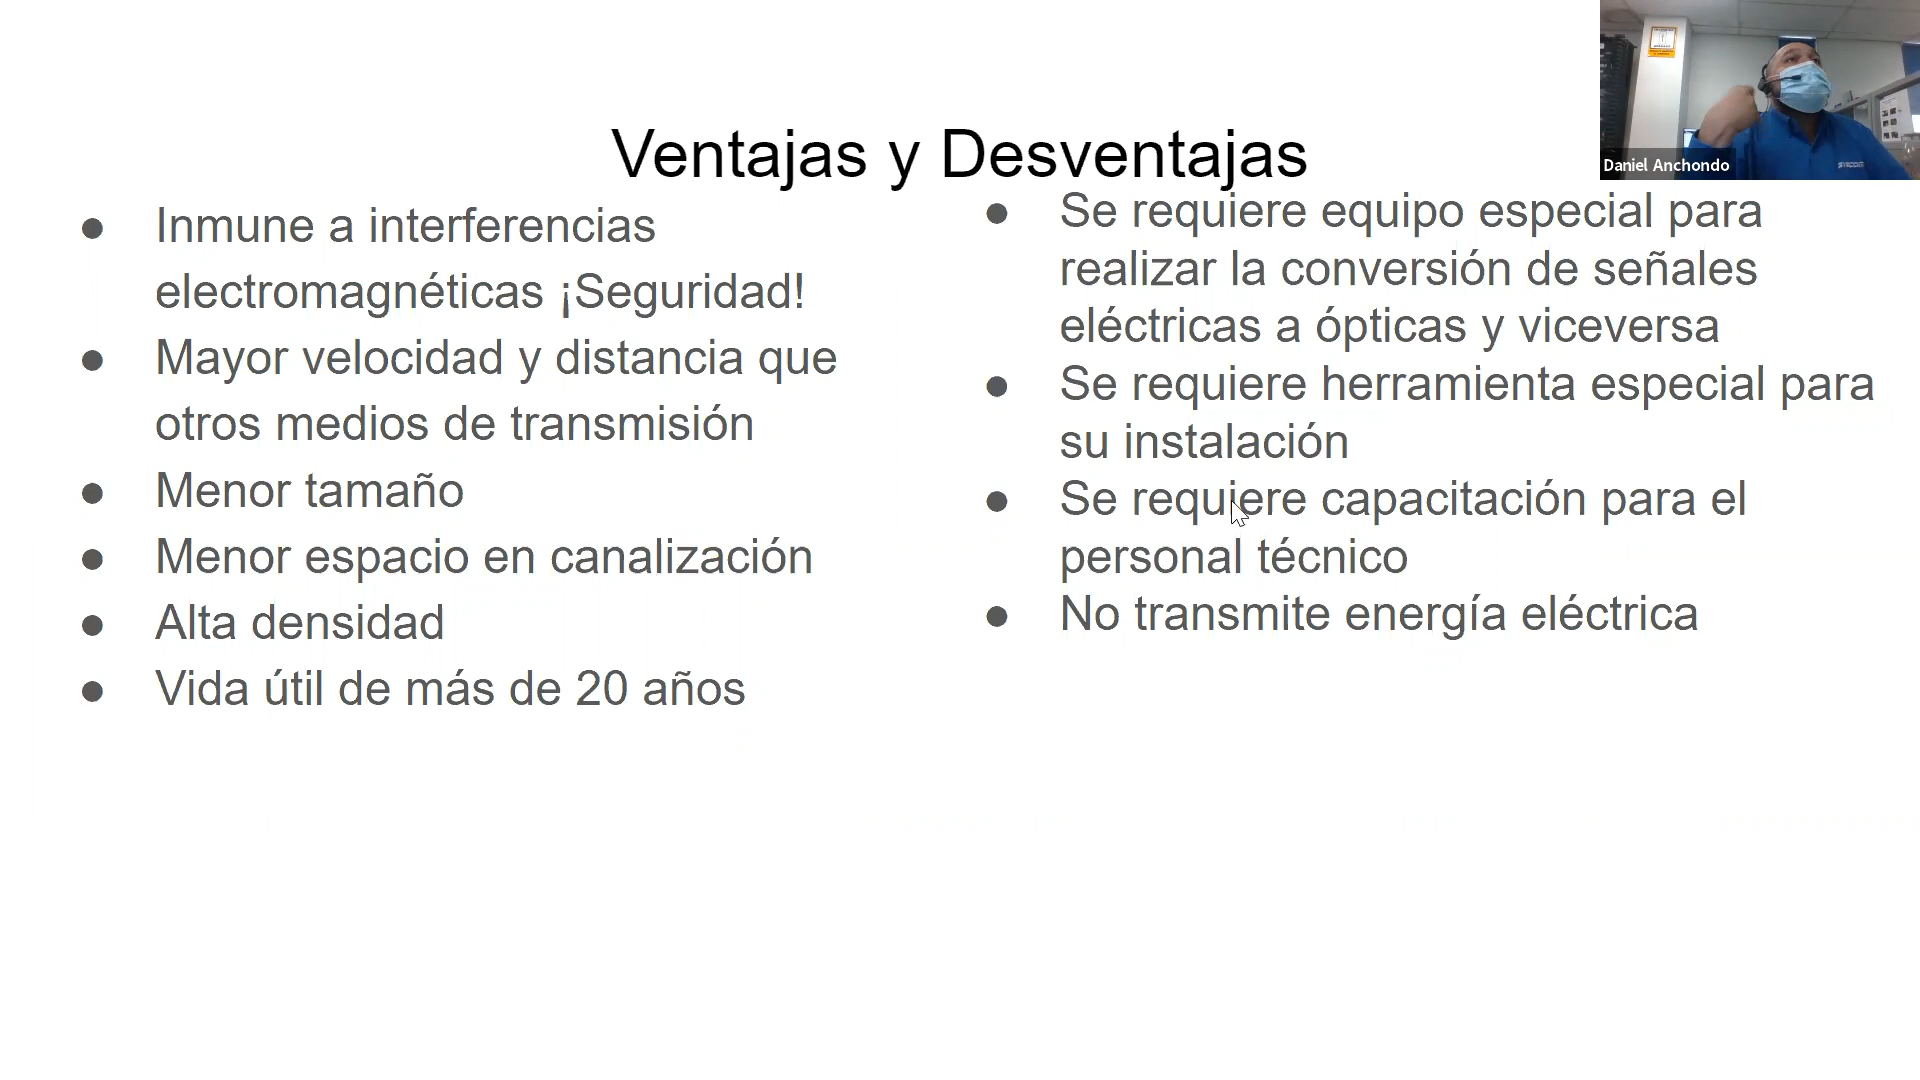 Ventajas y Desventajas
Inmune a interferencias
electromagnéticas ¡Seguridad!
Mayor velocidad y distancia que
otros medios de transmisión
Menor tamaño
Menor espacio en canalización
Alta densidad
Vida útil de más de 20 años
Se requiere equipo especial para
realizar la conversión de señales
eléctricas a ópticas y viceversa
Se requiere herramienta especial para
su instalación
Se requiere capacitación para el
personal técnico
No transmite energía eléctrica
Daniel Anchondo